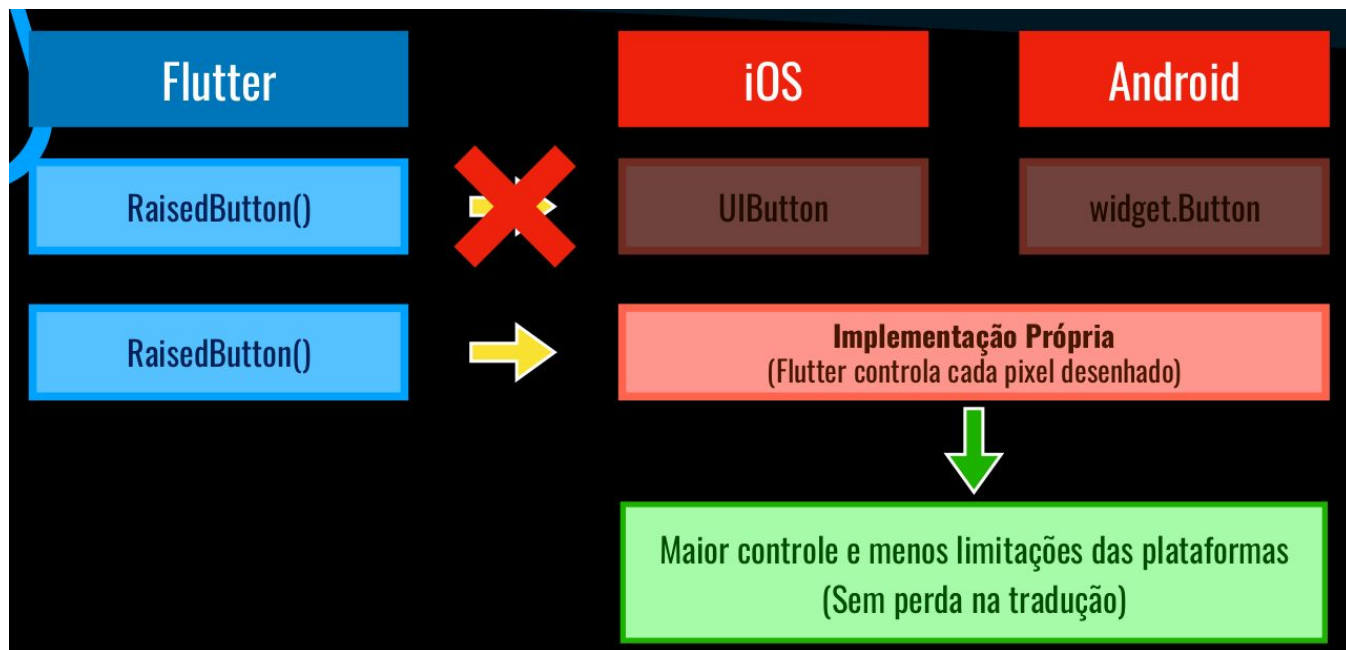 Flutter
iOS
Android
RaisedButton()
UIButton
widget.Button
RaisedButton()
Implementação Própria
(Flutter controla cada pixel desenhado)
Maior controle e menos limitações das plataformas
(Sem perda na tradução)